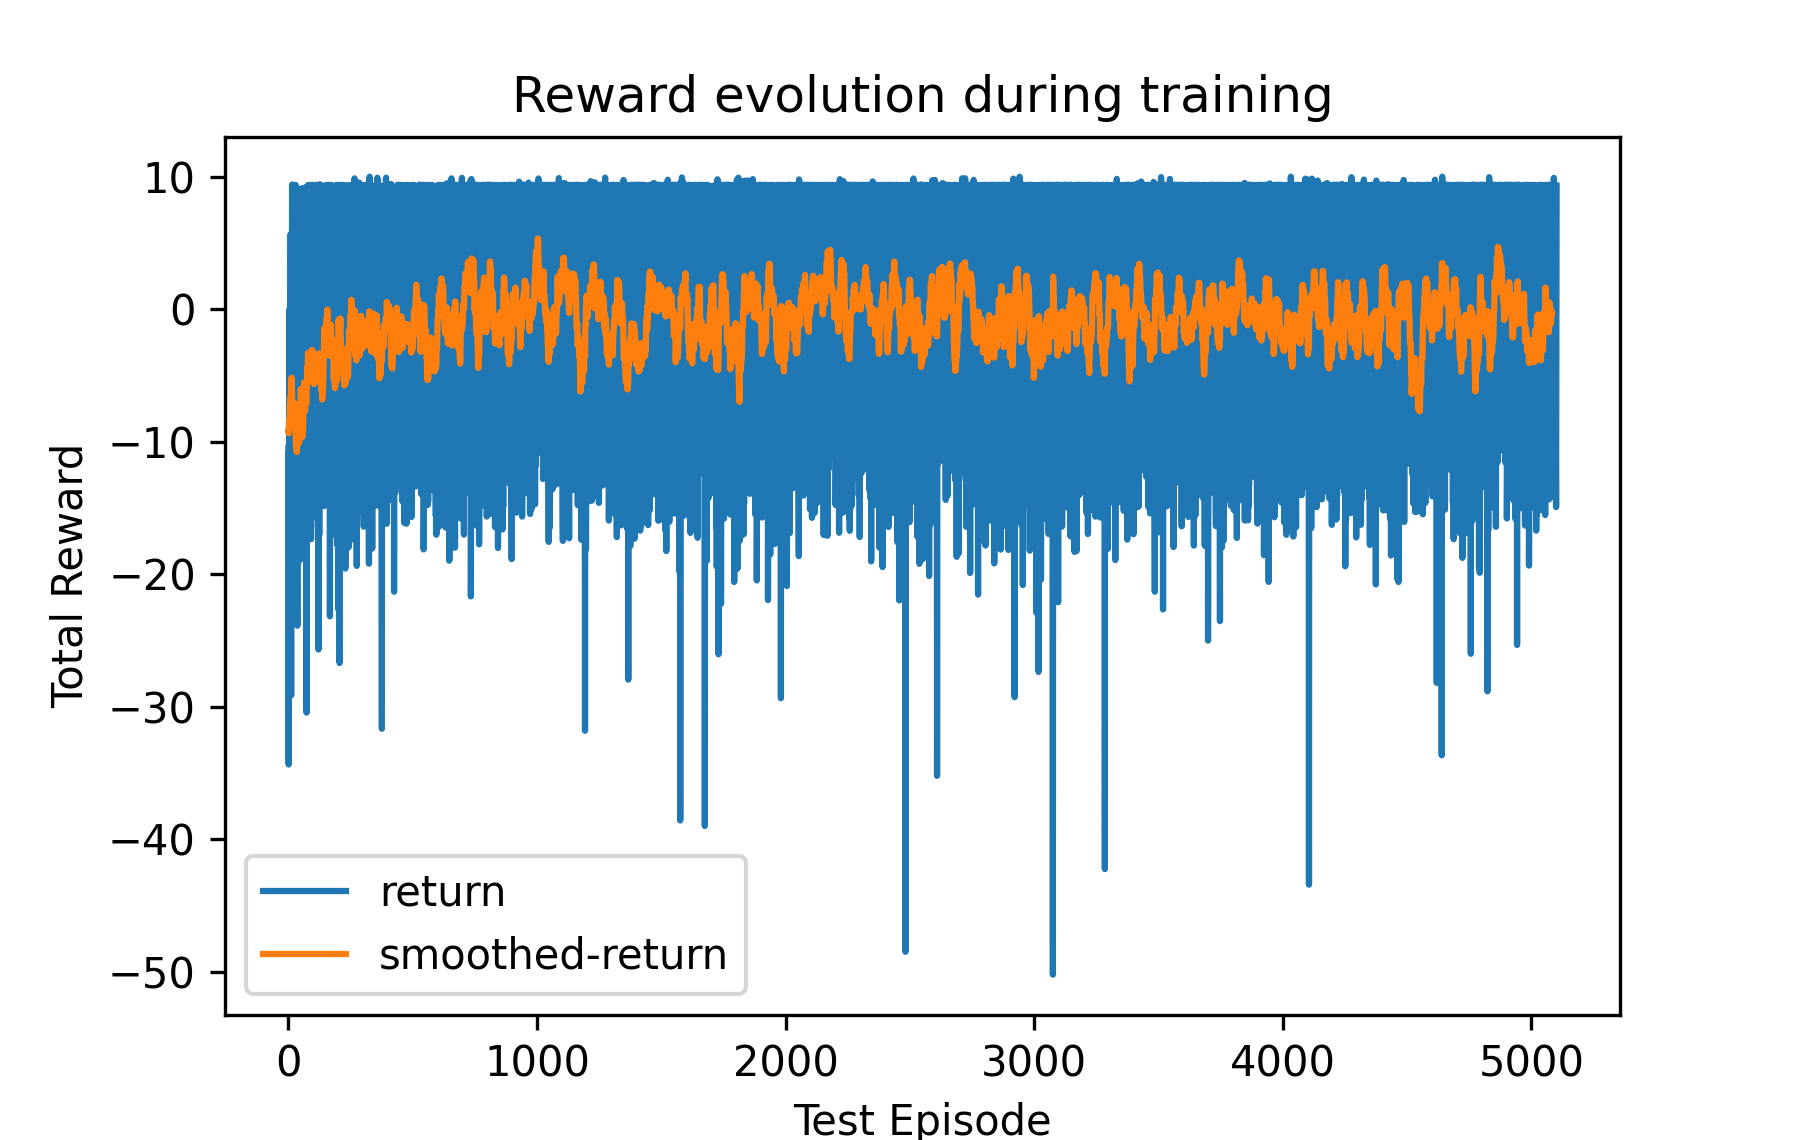 Reward evolution during training
10
0
−10
−20
−30
−40
−50
Total Reward
return
smoothed-return
0 1000 2000 3000 4000 5000
Test Episode